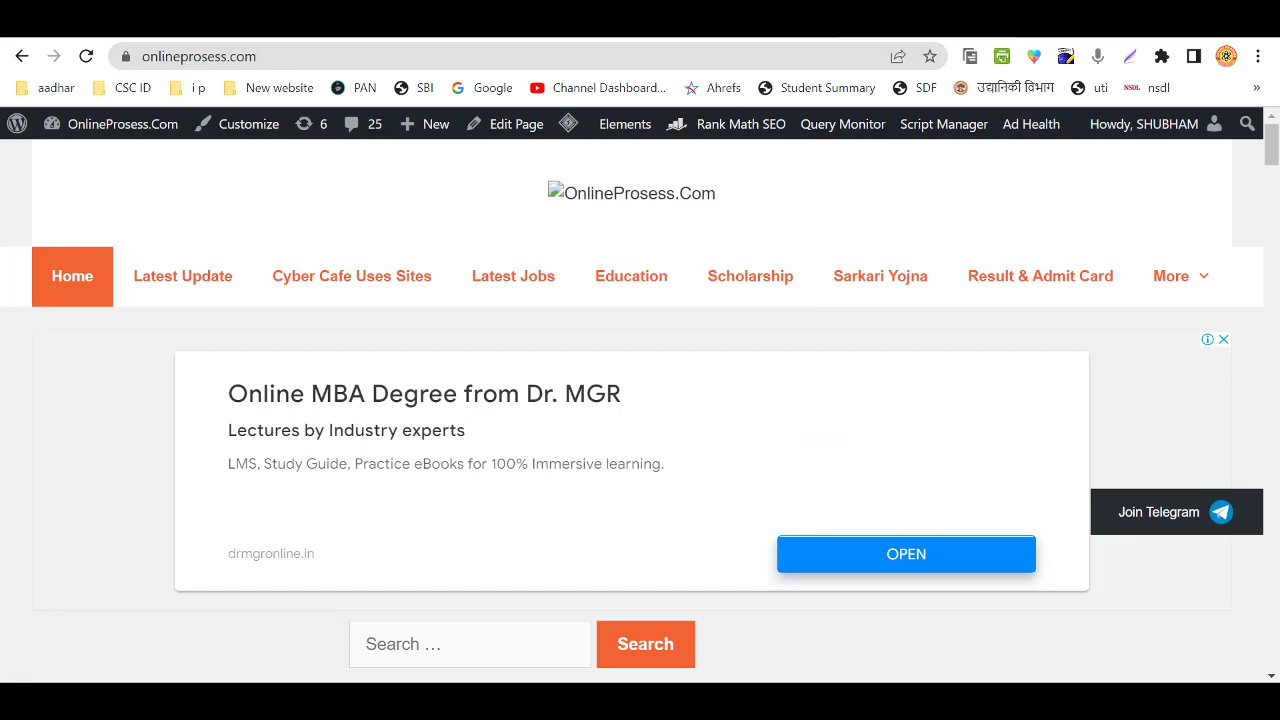 onlineprosess.com
aadhar CSC ID i p New website PAN SBI Google Channel Dashboard... Ahrefs Student Summary SDF उद्यानिकी विभाग uti NSDL nsdl »
OnlineProsess.Com Customize 6 25 New Edit Page Elements Rank Math SEO Query Monitor Script Manager Ad Health Howdy, SHUBHAM
OnlineProsess.Com
Home Latest Update Cyber Cafe Uses Sites Latest Jobs Education Scholarship Sarkari Yojna Result & Admit Card More
Online MBA Degree from Dr. MGR
Lectures by Industry experts
LMS, Study Guide, Practice eBooks for 100% Immersive learning.
Join Telegram
drmgronline.in OPEN
Search … Search